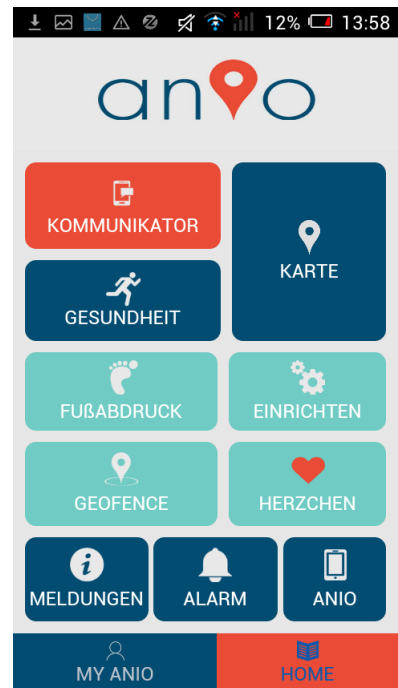 12% 13:58
anio
KOMMUNIKATOR
KARTE
GESUNDHEIT
FUßABDRUCK
EINRICHTEN
GEOFENCE
HERZCHEN
MELDUNGEN
ALARM
ANIO
MY ANIO
HOME